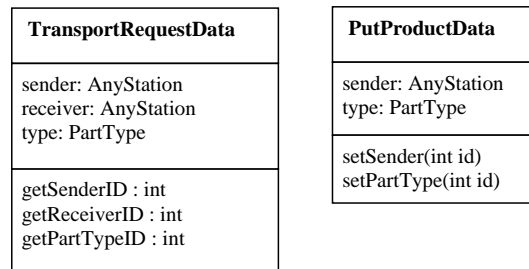 TransportRequestData
sender: AnyStation
receiver: AnyStation
type: PartType
getSenderID : int
getReceiverID : int
getPartTypeID : int
PutProductData
sender: AnyStation
type: PartType
setSender(int id)
setPartType(int id)